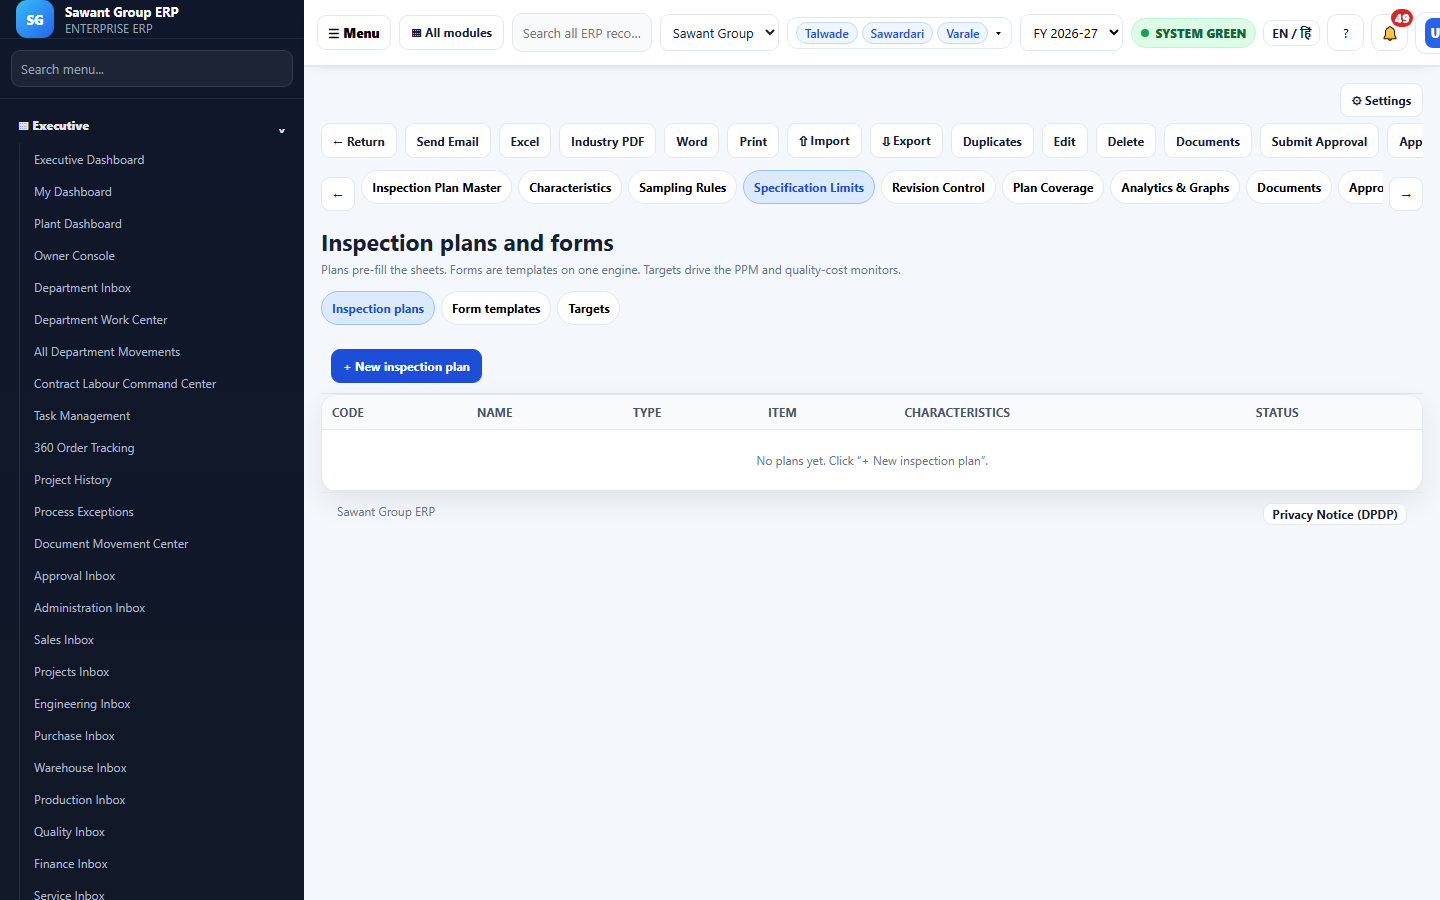 SG
Sawant Group ERP
ENTERPRISE ERP
Search menu...
Executive
Executive Dashboard
My Dashboard
Plant Dashboard
Owner Console
Department Inbox
Department Work Center
All Department Movements
Contract Labour Command Center
Task Management
360 Order Tracking
Project History
Process Exceptions
Document Movement Center
Approval Inbox
Administration Inbox
Sales Inbox
Projects Inbox
Engineering Inbox
Purchase Inbox
Warehouse Inbox
Production Inbox
Quality Inbox
Finance Inbox
Service Inbox
☰ Menu
All modules
Search all ERP reco...
Sawant Group
Talwade
Sawardari
Varale
FY 2026-27
SYSTEM GREEN
EN / हिं
?
49
U
⚙ Settings
← Return
Send Email
Excel
Industry PDF
Word
Print
⇧ Import
⇩ Export
Duplicates
Edit
Delete
Documents
Submit Approval
App
←
Inspection Plan Master
Characteristics
Sampling Rules
Specification Limits
Revision Control
Plan Coverage
Analytics & Graphs
Documents
Appro
→
Inspection plans and forms
Plans pre-fill the sheets. Forms are templates on one engine. Targets drive the PPM and quality-cost monitors.
Inspection plans
Form templates
Targets
+ New inspection plan
CODE NAME TYPE ITEM CHARACTERISTICS STATUS
No plans yet. Click “+ New inspection plan”.
Sawant Group ERP
Privacy Notice (DPDP)